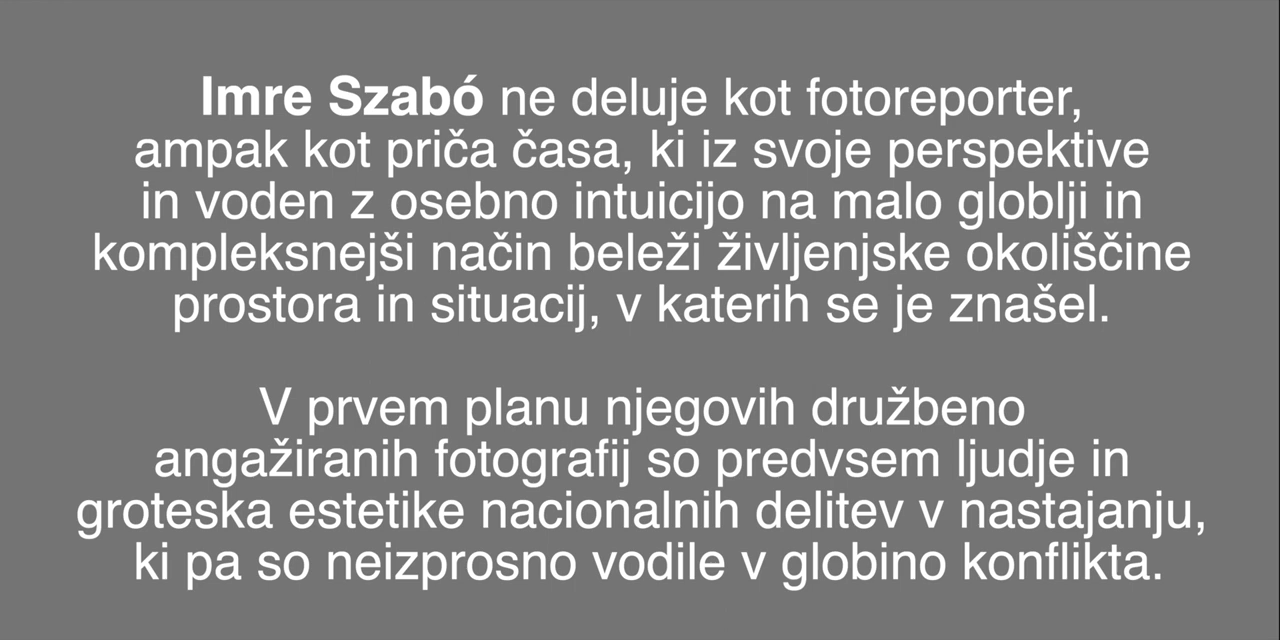 Imre Szabó ne deluje kot fotoreporter,
ampak kot priča časa, ki iz svoje perspektive
in voden z osebno intuicijo na malo globlji in
kompleksnejši način beleži življenjske okoliščine
prostora in situacij, v katerih se je znašel.
V prvem planu njegovih družbeno
angažiranih fotografij so predvsem ljudje in
groteska estetike nacionalnih delitev v nastajanju,
ki pa so neizprosno vodile v globino konflikta.